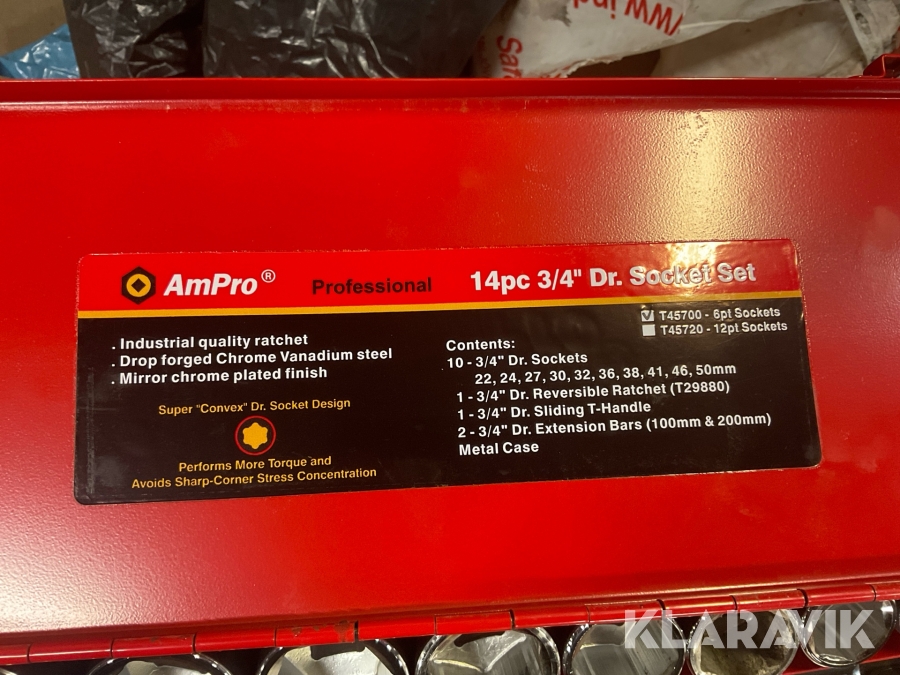 www.ind
Sat
AmPro®
Professional
14pc 3/4" Dr. Socket Set
T45700 - 6pt Sockets
T45720 - 12pt Sockets
. Industrial quality ratchet
. Drop forged Chrome Vanadium steel
. Mirror chrome plated finish
Super "Convex" Dr. Socket Design
Performs More Torque and
Avoids Sharp-Corner Stress Concentration
Contents:
10 - 3/4" Dr. Sockets
22, 24, 27, 30, 32, 36, 38, 41, 46, 50mm
1 - 3/4" Dr. Reversible Ratchet (T29880)
1 - 3/4" Dr. Sliding T-Handle
2 - 3/4" Dr. Extension Bars (100mm & 200mm)
Metal Case
KLARAVIK